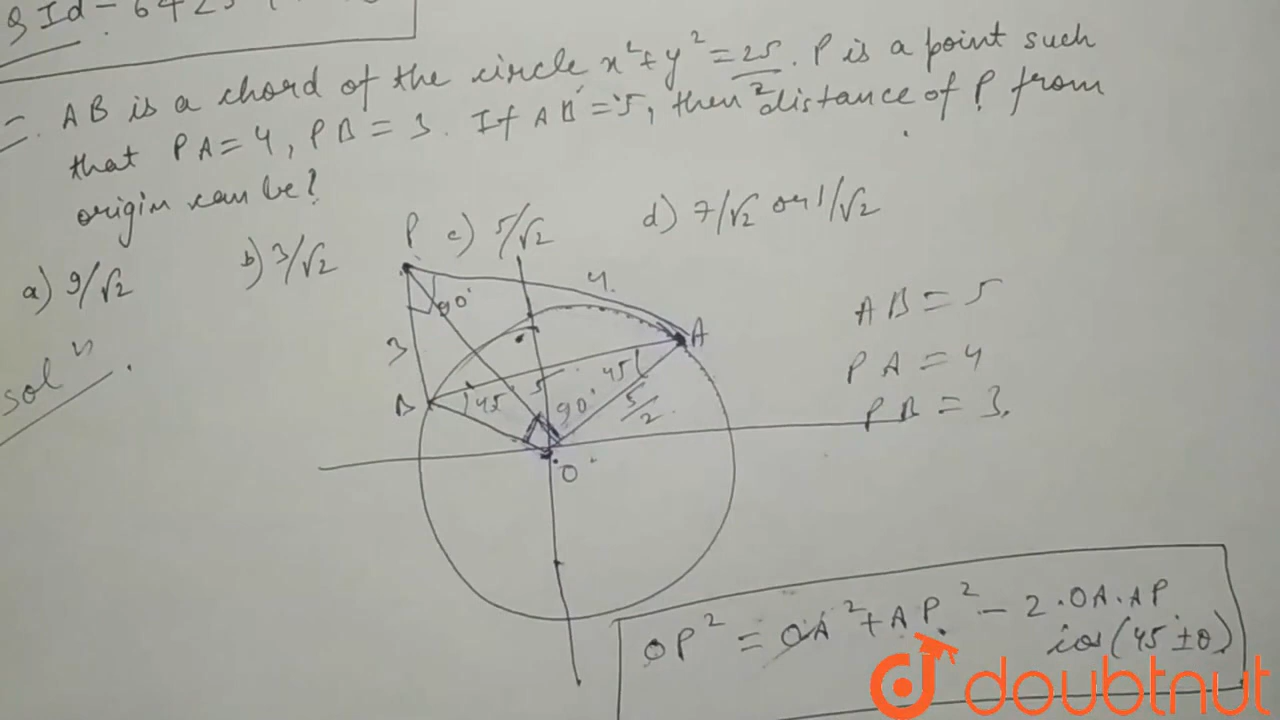 AB is a chord of the circle x²+y²=25/2. P is a point such
that PA=4, PB=3. If AB=5, then distance of P from
origin can be?
a) 9/√2 b) 3/√2 c) 5/√2 d) 7/√2 or 1/√2
solⁿ.
P
4
90°
3
A
B
45
5
45
90°
5/2
O
AB=5
PA=4
PB=3.
OP²=OA²+AP²-2.OA.AP
cos(45±θ)
doubtnut